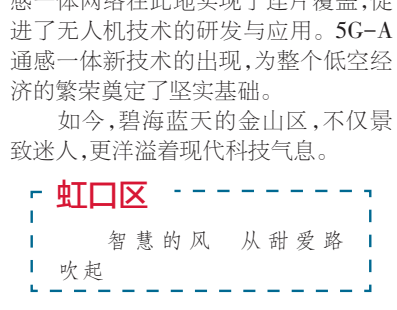 感一体网络在此地实现了连片覆盖,促
进了无人机技术的研发与应用。5G-A
通感一体新技术的出现,为整个低空经
济的繁荣奠定了坚实基础。
如今,碧海蓝天的金山区,不仅景
致迷人,更洋溢着现代科技气息。
虹口区
智慧的风 从甜爱路
吹起